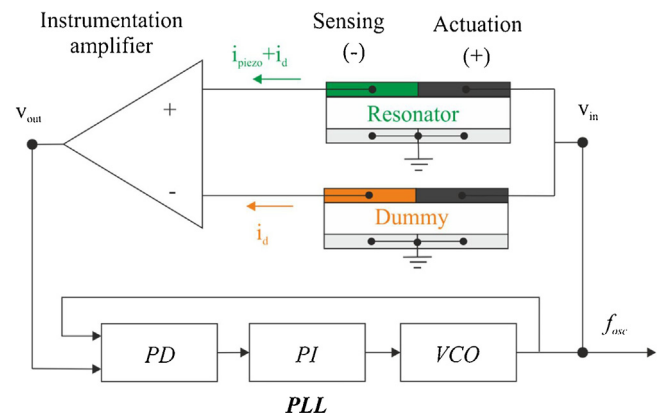 Instrumentation
amplifier
Sensing
(-)
Actuation
(+)
i_piezo+i_d
+
Resonator
v_out
v_in
-
Dummy
i_d
f_osc
PD
PI
VCO
PLL